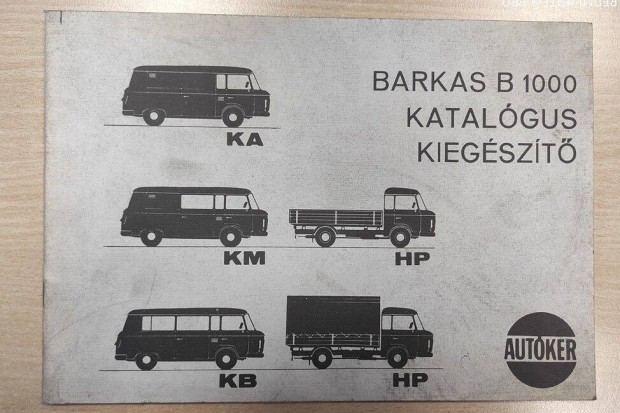 BARKAS B 1000
KATALÓGUS
KIEGÉSZÍTŐ
KA
KM
HP
KB
HP
AUTÓKER